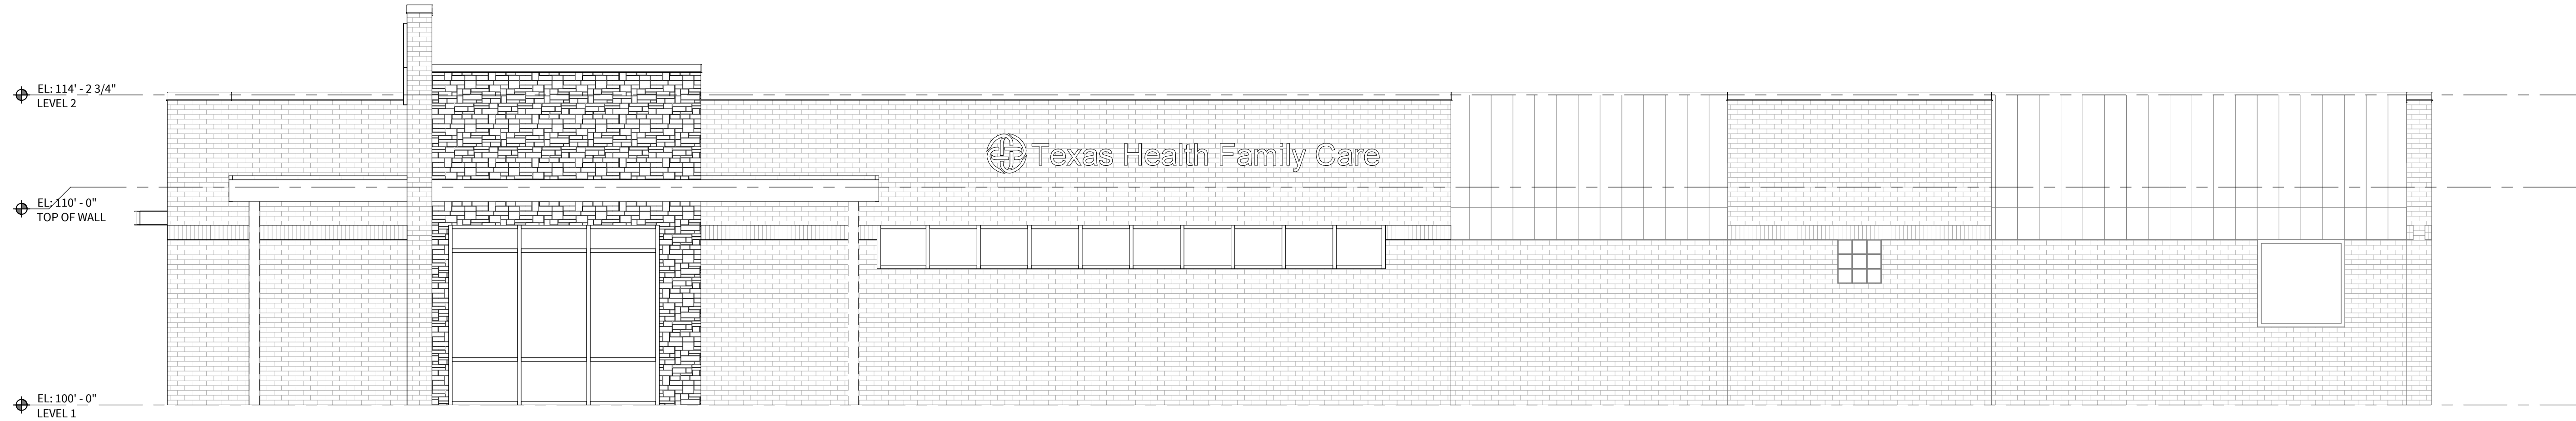 EL: 114' - 2 3/4"
LEVEL 2
Texas Health Family Care
EL: 110' - 0"
TOP OF WALL
EL: 100' - 0"
LEVEL 1